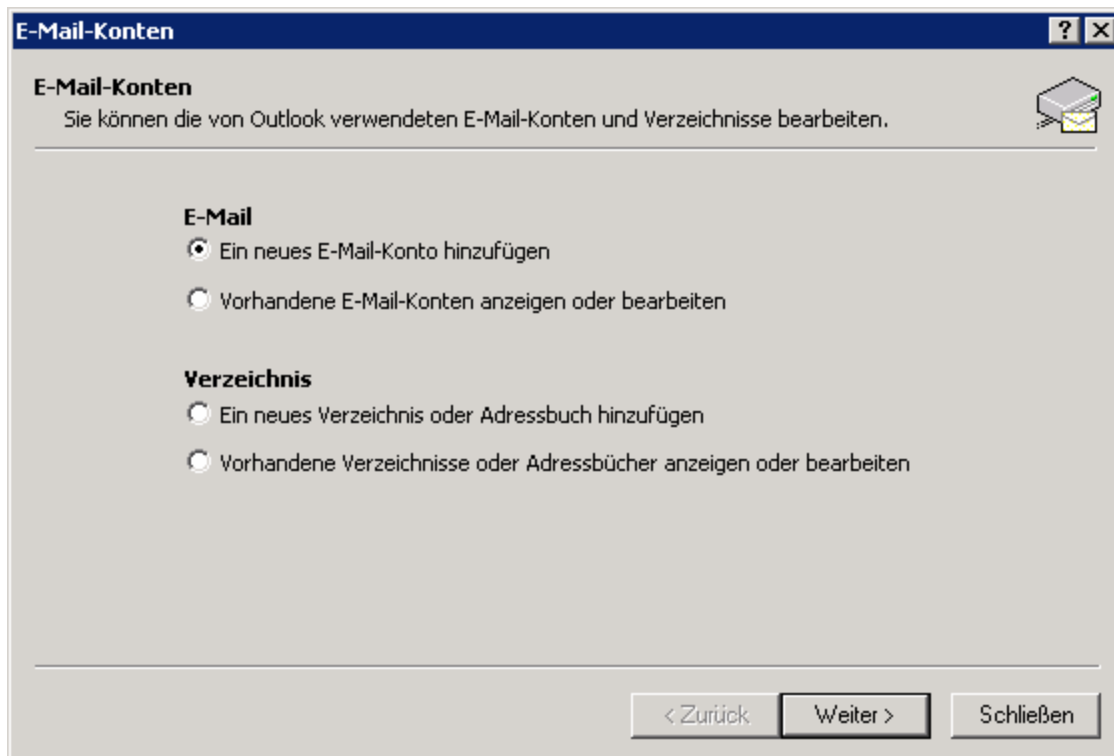 E-Mail-Konten
E-Mail-Konten
Sie können die von Outlook verwendeten E-Mail-Konten und Verzeichnisse bearbeiten.
E-Mail
Ein neues E-Mail-Konto hinzufügen
Vorhandene E-Mail-Konten anzeigen oder bearbeiten
Verzeichnis
Ein neues Verzeichnis oder Adressbuch hinzufügen
Vorhandene Verzeichnisse oder Adressbücher anzeigen oder bearbeiten
< Zurück Weiter > Schließen